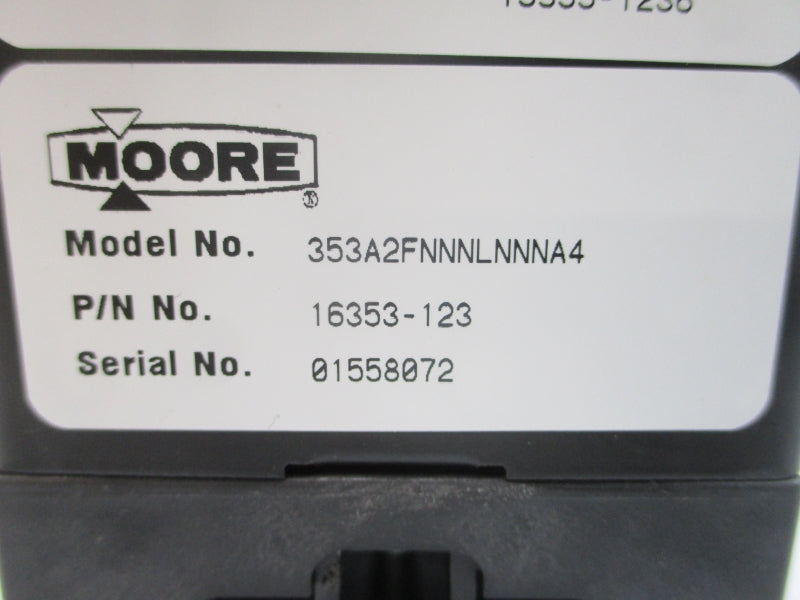 MOORE ®
Model No. 353A2FNNNLNNNA4
P/N No. 16353-123
Serial No. 01558072